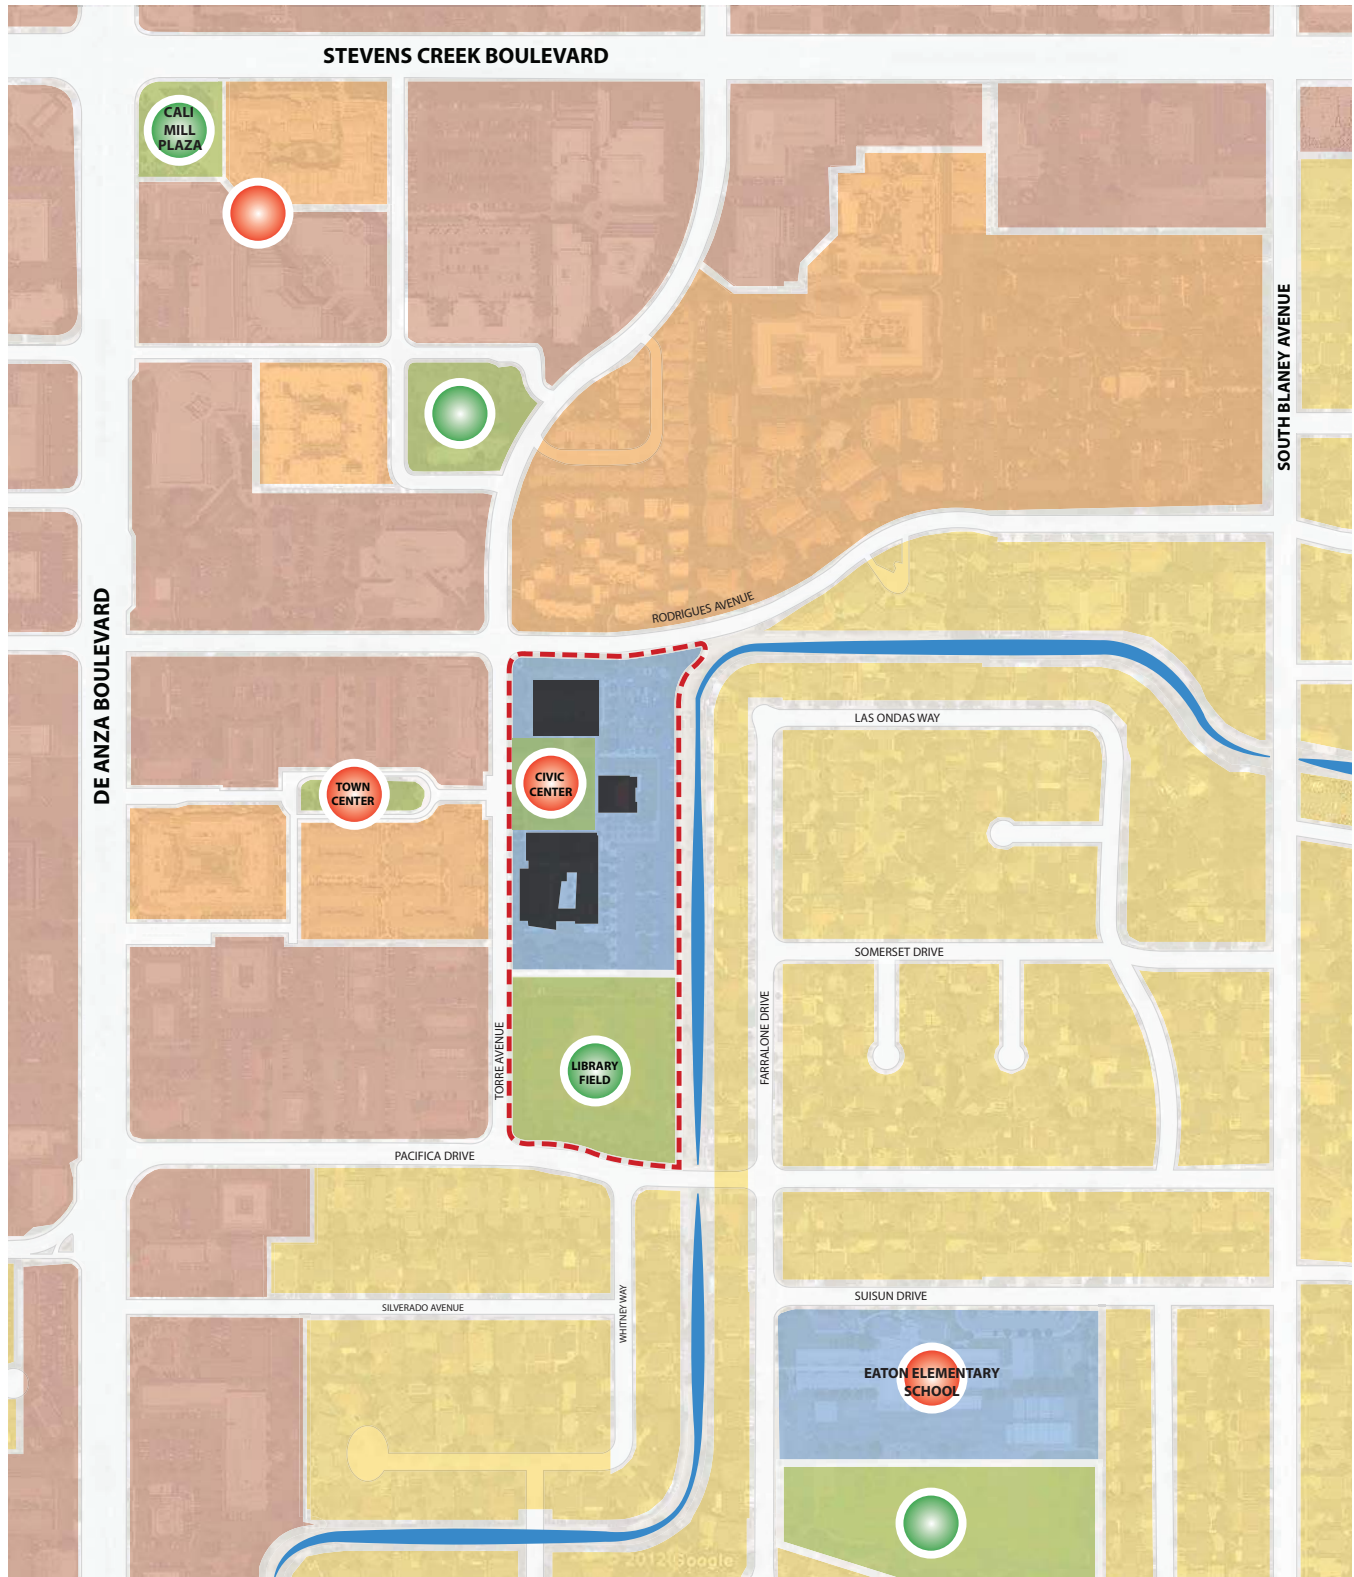 STEVENS CREEK BOULEVARD
CALI
MILL
PLAZA
SOUTH BLANEY AVENUE
DE ANZA BOULEVARD
RODRIGUES AVENUE
LAS ONDAS WAY
TOWN
CENTER
CIVIC
CENTER
SOMERSET DRIVE
TORRE AVENUE
FARRALONE DRIVE
LIBRARY
FIELD
PACIFICA DRIVE
SILVERADO AVENUE
WHITNEY WAY
SUISUN DRIVE
EATON ELEMENTARY
SCHOOL
© 2012 Google